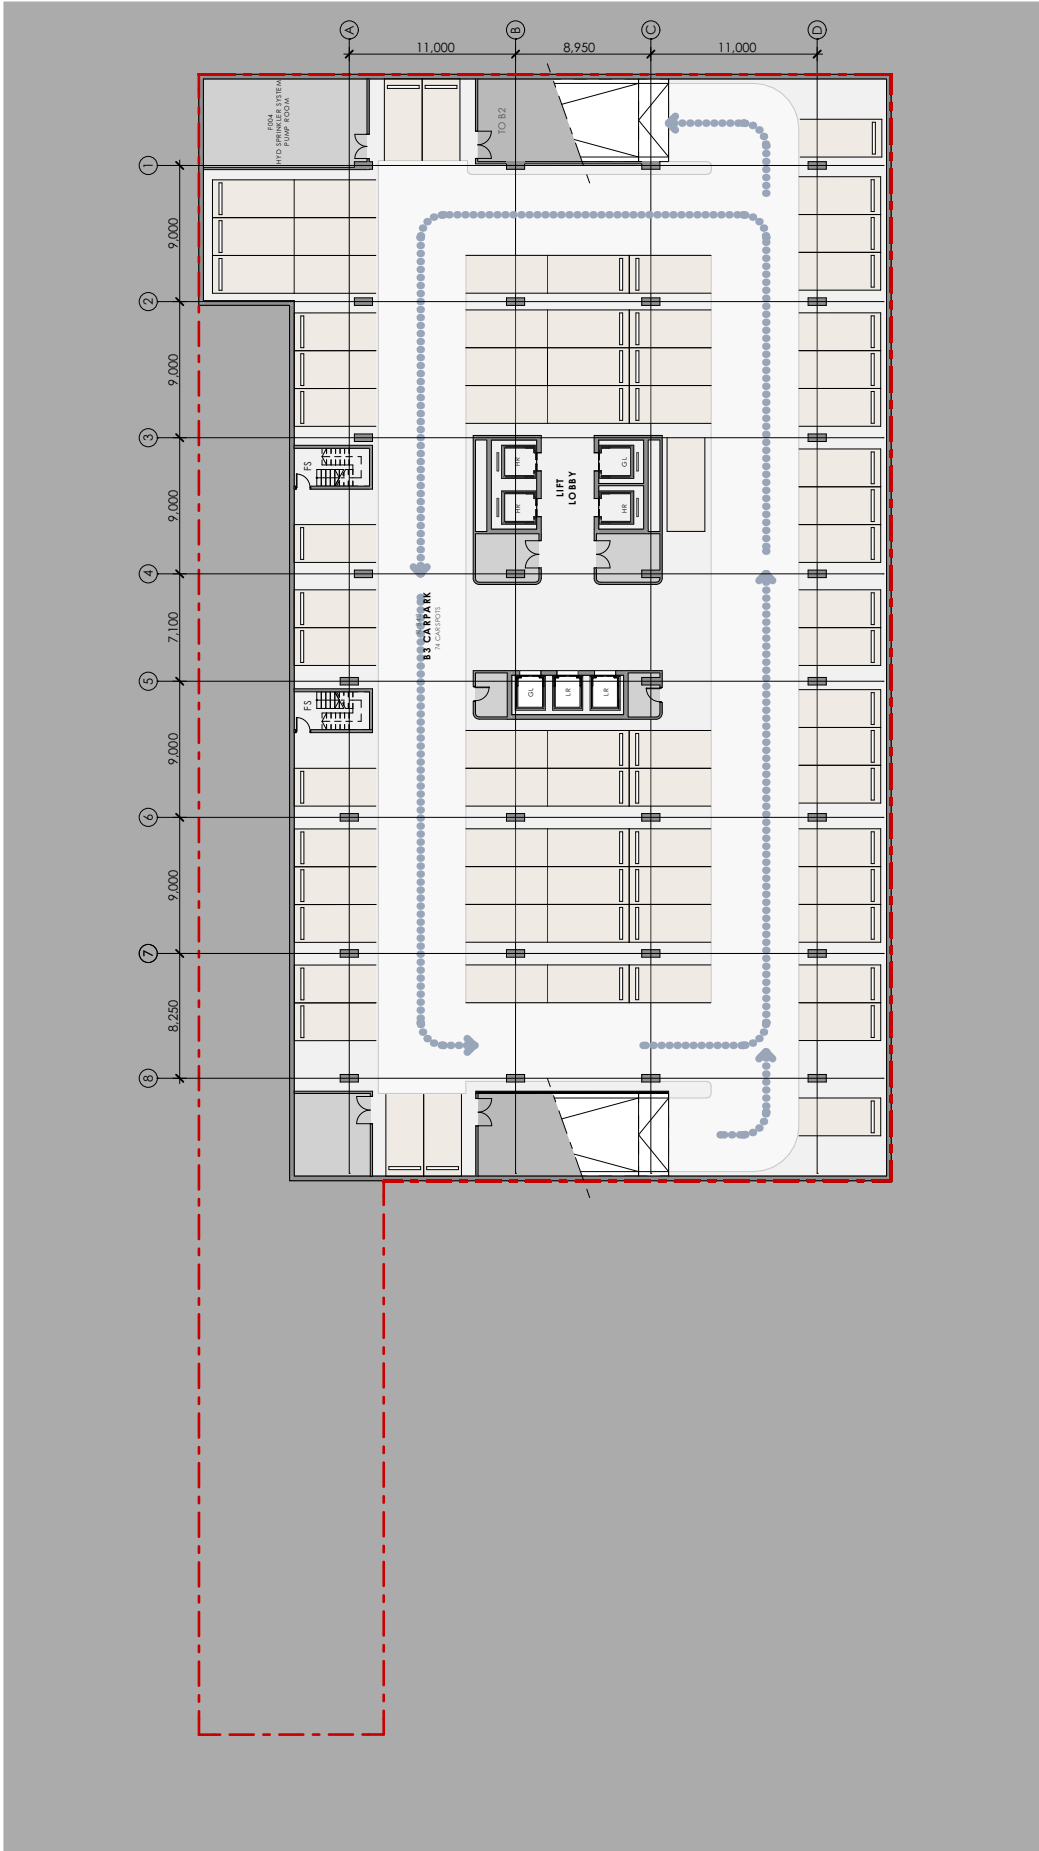 A
B
C
D
11,000
8,950
11,000
F004
HYD SPRINKLER SYSTEM
PUMP ROOM
TO B2
1
9,000
2
9,000
3
FS
HR
GL
LIFT
LOBBY
9,000
HR
HR
4
7,100
B3 CARPARK
74 CARSPOTS
5
FS
GL
LR
LR
9,000
6
9,000
7
8,250
8